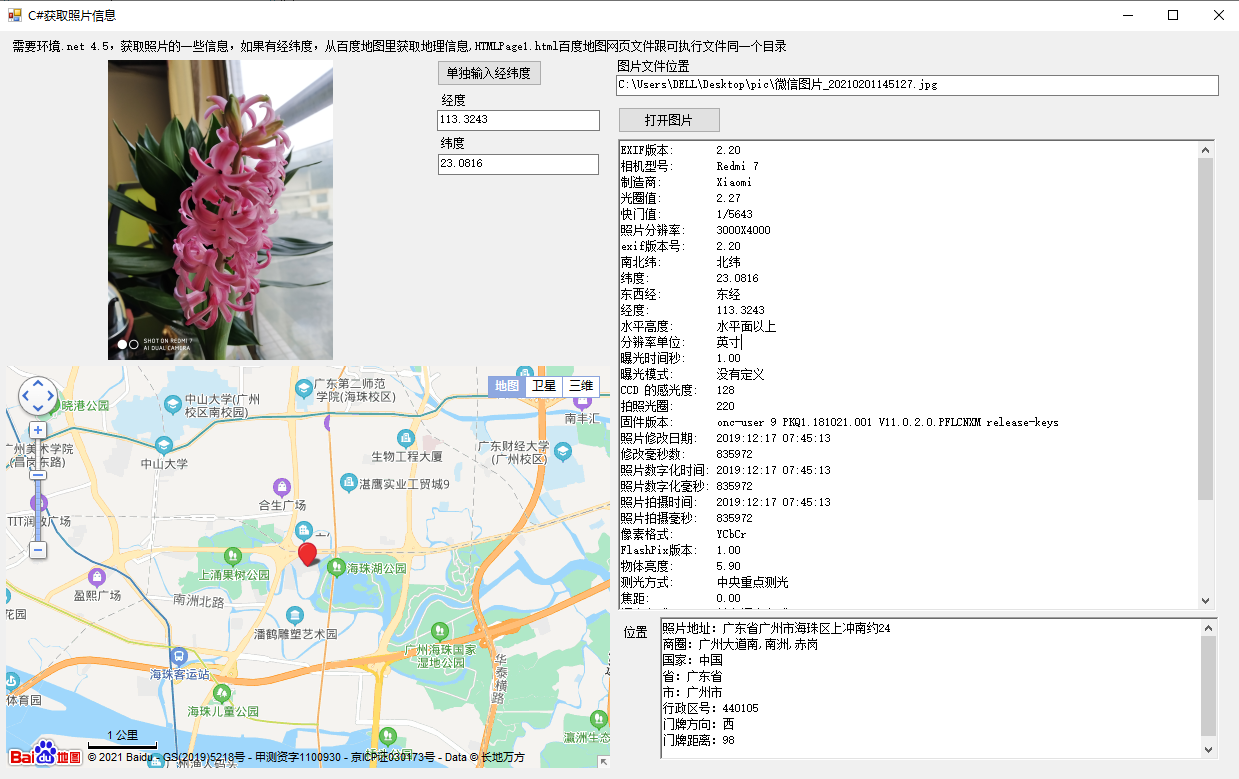 C#获取照片信息
需要环境.net 4.5，获取照片的一些信息，如果有经纬度，从百度地图里获取地理信息,HTMLPage1.html百度地图网页文件跟可执行文件同一个目录
单独输入经纬度
经度
113.3243
纬度
23.0816
图片文件位置
C:\Users\DELL\Desktop\pic\微信图片_20210201145127.jpg
打开图片
EXIF版本: 2.20
相机型号: Redmi 7
制造商: Xiaomi
光圈值: 2.27
快门值: 1/5643
照片分辨率: 3000X4000
exif版本号: 2.20
南北纬: 北纬
纬度: 23.0816
东西经: 东经
经度: 113.3243
水平高度: 水平面以上
分辨率单位: 英寸
曝光时间秒: 1.00
曝光模式: 没有定义
CCD 的感光度: 128
拍照光圈: 220
固件版本: onc-user 9 PKQ1.181021.001 V11.0.2.0.PFLCNXM release-keys
照片修改日期: 2019:12:17 07:45:13
修改毫秒数: 835972
照片数字化时间: 2019:12:17 07:45:13
照片数字化毫秒: 835972
照片拍摄时间: 2019:12:17 07:45:13
照片拍摄毫秒: 835972
像素格式: YCbCr
FlashPix版本: 1.00
物体亮度: 5.90
测光方式: 中央重点测光
焦距: 0.00
位置
照片地址: 广东省广州市海珠区上冲南约24
商圈: 广州大道南,南洲,赤岗
国家: 中国
省: 广东省
市: 广州市
行政区号: 440105
门牌方向: 西
门牌距离: 98
SHOT ON REDMI 7
AI DUAL CAMERA
地图
卫星
三维
晓港公园
中山大学(广州
校区南校园)
广东第二师范
学院(海珠区)
南丰汇
广州美术学院
(昌岗东路)
中山大学
生物工程大厦
广东财经大学
(广州校区)
湛鹰实业工贸城9
合生广场
TIT润政广场
上涌果树公园
海珠湖公园
盈熙广场
南洲北路
花园
潘鹤雕塑艺术园
广州海珠国家
湿地公园
华泰横路
海珠客运站
体育园
海珠儿童公园
瀛洲生态
1 公里
Bai du 地图
© 2021 Baidu - GS(2019)5218号 - 甲测资字1100930 - 京ICP证030173号 - Data © 长地万方